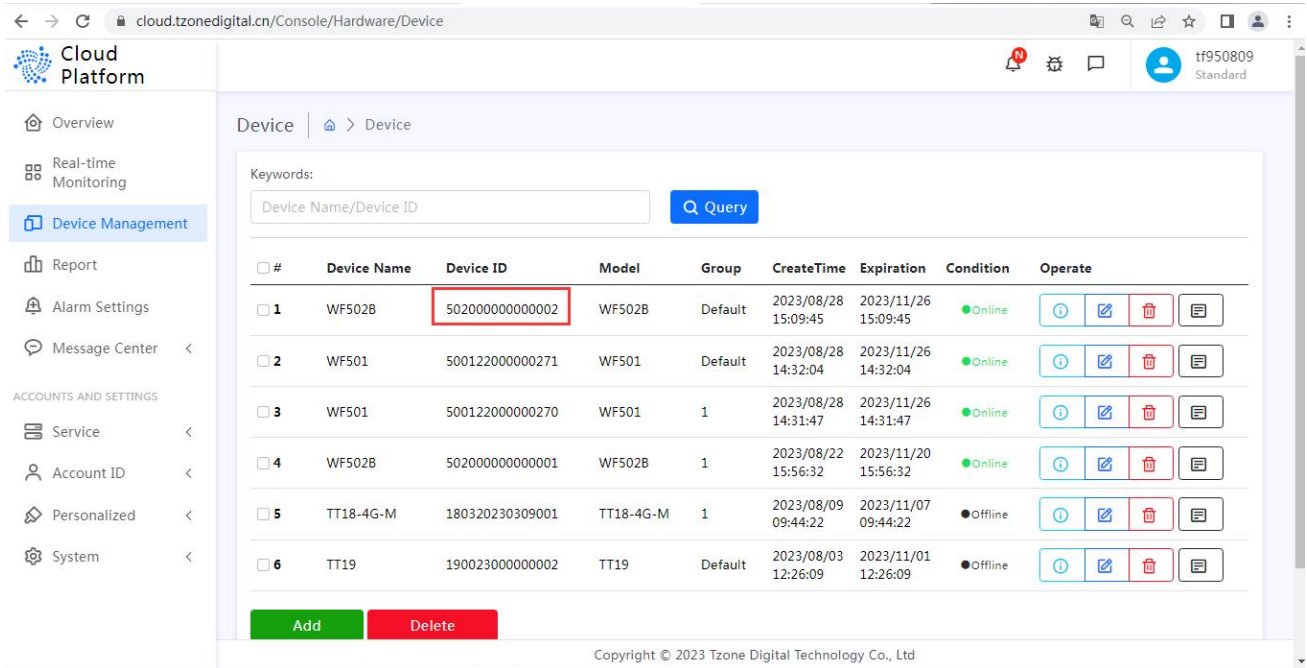 cloud.tzonedigital.cn/Console/Hardware/Device
Cloud
Platform
N
tf950809
Standard
Overview
Real-time
Monitoring
Device Management
Report
Alarm Settings
Message Center
ACCOUNTS AND SETTINGS
Service
Account ID
Personalized
System
Device
Device
Keywords:
Device Name/Device ID
Query
# Device Name Device ID Model Group CreateTime Expiration Condition Operate
1 WF502B 502000000000002 WF502B Default 2023/08/28 15:09:45 2023/11/26 15:09:45 Online
2 WF501 500122000000271 WF501 Default 2023/08/28 14:32:04 2023/11/26 14:32:04 Online
3 WF501 500122000000270 WF501 1 2023/08/28 14:31:47 2023/11/26 14:31:47 Online
4 WF502B 502000000000001 WF502B 1 2023/08/22 15:56:32 2023/11/20 15:56:32 Online
5 TT18-4G-M 180320230309001 TT18-4G-M 1 2023/08/09 09:44:22 2023/11/07 09:44:22 Offline
6 TT19 190023000000002 TT19 Default 2023/08/03 12:26:09 2023/11/01 12:26:09 Offline
Add
Delete
Copyright © 2023 Tzone Digital Technology Co., Ltd